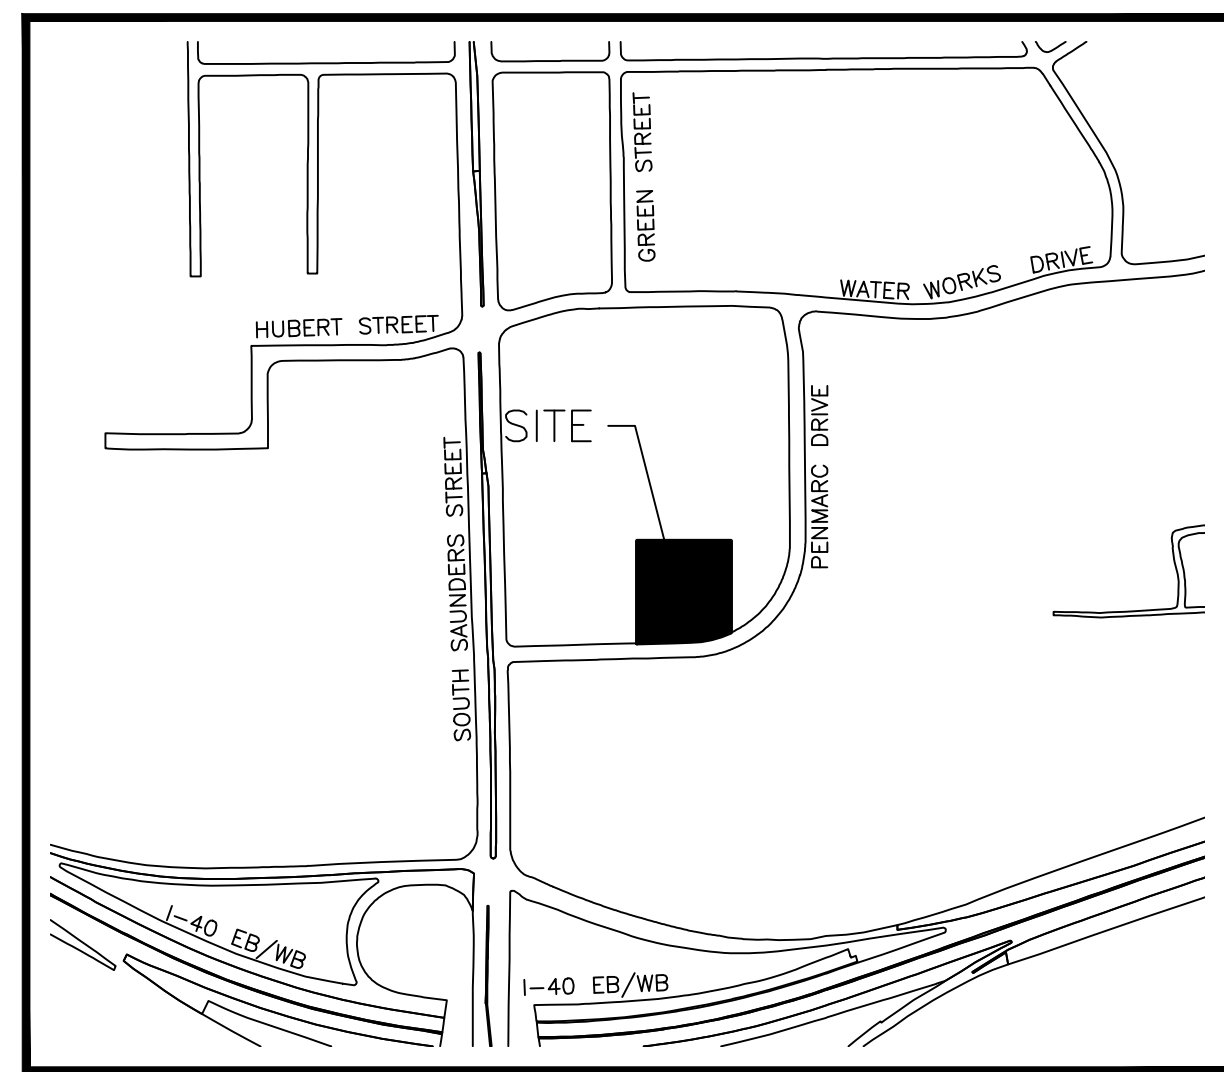 GREEN STREET
WATER WORKS DRIVE
HUBERT STREET
SITE
PENMARC DRIVE
SOUTH SAUNDERS STREET
I-40 EB/WB
I-40 EB/WB